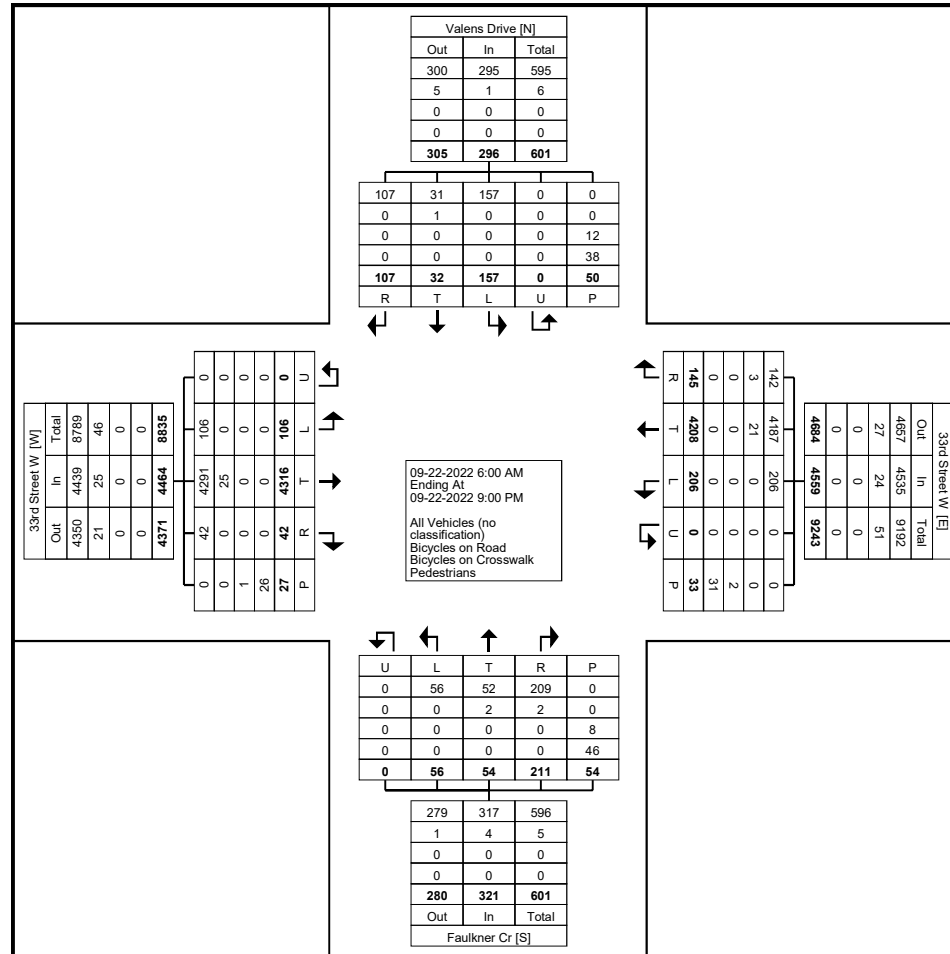 Valens Drive [N]
Out In Total
300 295 595
5 1 6
0 0 0
0 0 0
305 296 601
107 31 157 0 0
0 1 0 0 0
0 0 0 0 12
0 0 0 0 38
107 32 157 0 50
R T L U P
33rd Street W [W]
Total In Out
8789 4439 4350
46 25 21
0 0 0
0 0 0
8835 4464 4371
0 106 4291 42 0
0 0 25 0 0
0 0 0 0 1
0 0 0 0 26
0 106 4316 42 27
U L T R P
09-22-2022 6:00 AM
Ending At
09-22-2022 9:00 PM
All Vehicles (no
classification)
Bicycles on Road
Bicycles on Crosswalk
Pedestrians
R T L U P
145 4208 206 0 33
0 0 0 0 31
0 0 0 0 2
3 21 0 0 0
142 4187 206 0 0
4684 4559 9243
0 0 0
0 0 0
27 24 51
4657 4535 9192
Out In Total
33rd Street W [E]
U L T R P
0 56 52 209 0
0 0 2 2 0
0 0 0 0 8
0 0 0 0 46
0 56 54 211 54
279 317 596
1 4 5
0 0 0
0 0 0
280 321 601
Out In Total
Faulkner Cr [S]